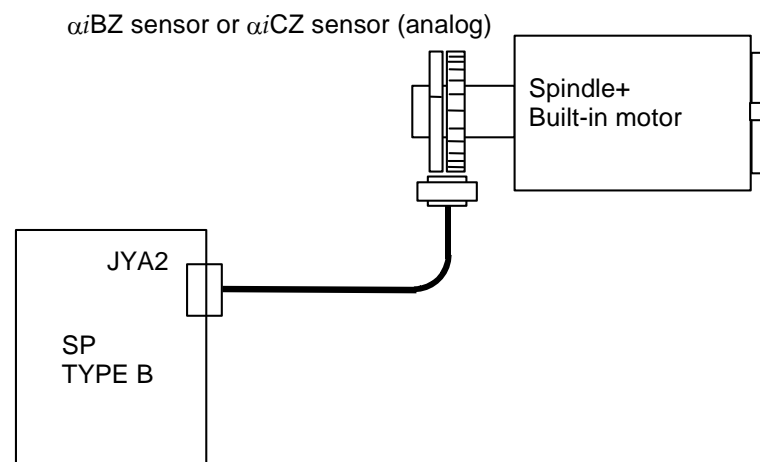 αiBZ sensor or αiCZ sensor (analog)
Spindle+
Built-in motor
JYA2
SP
TYPE B